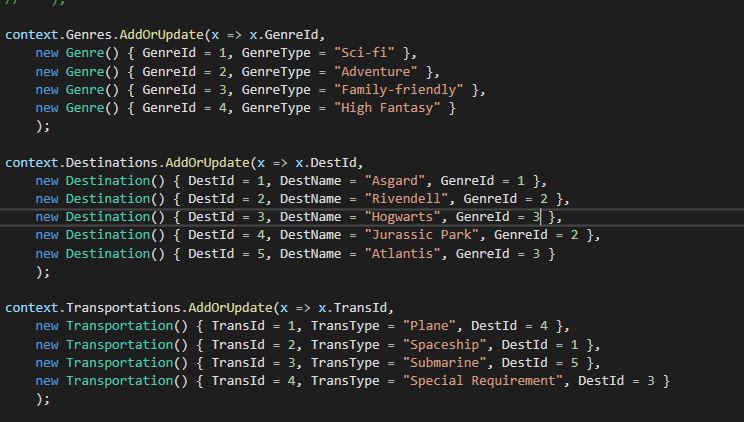 //    );
context.Genres.AddOrUpdate(x => x.GenreId,
    new Genre() { GenreId = 1, GenreType = "Sci-fi" },
    new Genre() { GenreId = 2, GenreType = "Adventure" },
    new Genre() { GenreId = 3, GenreType = "Family-friendly" },
    new Genre() { GenreId = 4, GenreType = "High Fantasy" }
    );
context.Destinations.AddOrUpdate(x => x.DestId,
    new Destination() { DestId = 1, DestName = "Asgard", GenreId = 1 },
    new Destination() { DestId = 2, DestName = "Rivendell", GenreId = 2 },
    new Destination() { DestId = 3, DestName = "Hogwarts", GenreId = 3 },
    new Destination() { DestId = 4, DestName = "Jurassic Park", GenreId = 2 },
    new Destination() { DestId = 5, DestName = "Atlantis", GenreId = 3 }
    );
context.Transportations.AddOrUpdate(x => x.TransId,
    new Transportation() { TransId = 1, TransType = "Plane", DestId = 4 },
    new Transportation() { TransId = 2, TransType = "Spaceship", DestId = 1 },
    new Transportation() { TransId = 3, TransType = "Submarine", DestId = 5 },
    new Transportation() { TransId = 4, TransType = "Special Requirement", DestId = 3 }
    );